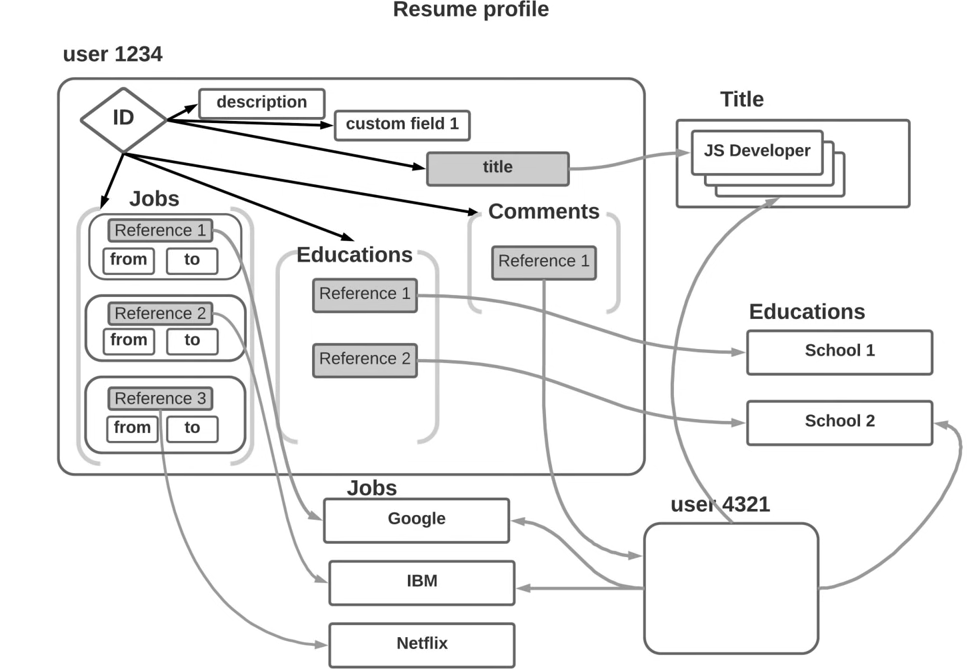 Resume profile
user 1234
ID
description
custom field 1
title
Title
JS Developer
Jobs
Reference 1
from
to
Reference 2
from
to
Reference 3
from
to
Educations
Reference 1
Reference 2
Comments
Reference 1
Educations
School 1
School 2
Jobs
Google
IBM
Netflix
user 4321